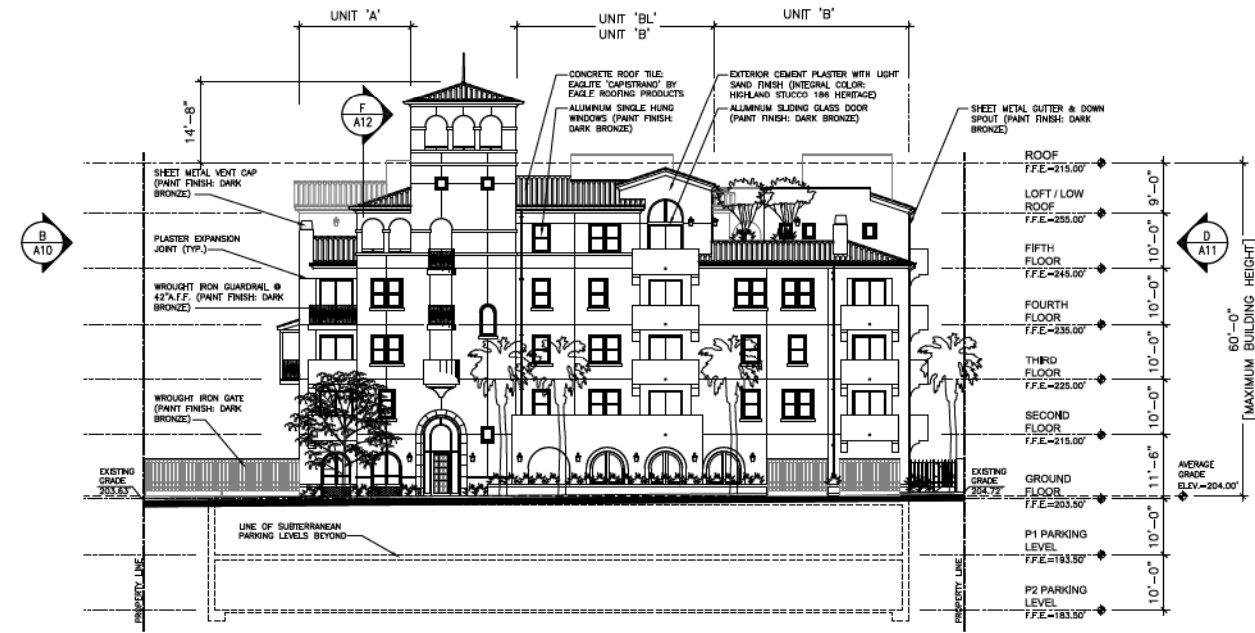 UNIT 'A'
UNIT 'BL'
UNIT 'B'
UNIT 'B'
14'-8"
F
A12
CONCRETE ROOF TILE:
EAGLITE 'CAPISTRANO' BY
EAGLE ROOFING PRODUCTS
ALUMINUM SINGLE HUNG
WINDOWS (PAINT FINISH:
DARK BRONZE)
EXTERIOR CEMENT PLASTER WITH LIGHT
SAND FINISH (INTEGRAL COLOR:
HIGHLAND STUCCO 186 HERITAGE)
ALUMINUM SLIDING GLASS DOOR
(PAINT FINISH: DARK BRONZE)
SHEET METAL GUTTER & DOWN
SPOUT (PAINT FINISH: DARK
BRONZE)
SHEET METAL VENT CAP
(PAINT FINISH: DARK
BRONZE)
PLASTER EXPANSION
JOINT (TYP.)
WROUGHT IRON GUARDRAIL @
42"A.F.F. (PAINT FINISH: DARK
BRONZE)
WROUGHT IRON GATE
(PAINT FINISH: DARK
BRONZE)
B
A10
D
A11
ROOF
F.F.E.=215.00'
LOFT / LOW
ROOF
F.F.E.=255.00'
FIFTH
FLOOR
F.F.E.=245.00'
FOURTH
FLOOR
F.F.E.=235.00'
THIRD
FLOOR
F.F.E.=225.00'
SECOND
FLOOR
F.F.E.=215.00'
GROUND
FLOOR
F.F.E.=203.50'
P1 PARKING
LEVEL
F.F.E.=193.50'
P2 PARKING
LEVEL
F.F.E.=183.50'
9'-0"
10'-0"
10'-0"
10'-0"
10'-0"
11'-6"
10'-0"
10'-0"
60'-0"
[MAXIMUM BUILDING HEIGHT]
AVERAGE
GRADE
ELEV.=204.00'
EXISTING
GRADE
203.63'
EXISTING
GRADE
204.72'
LINE OF SUBTERRANEAN
PARKING LEVELS BEYOND
PROPERTY LINE
PROPERTY LINE